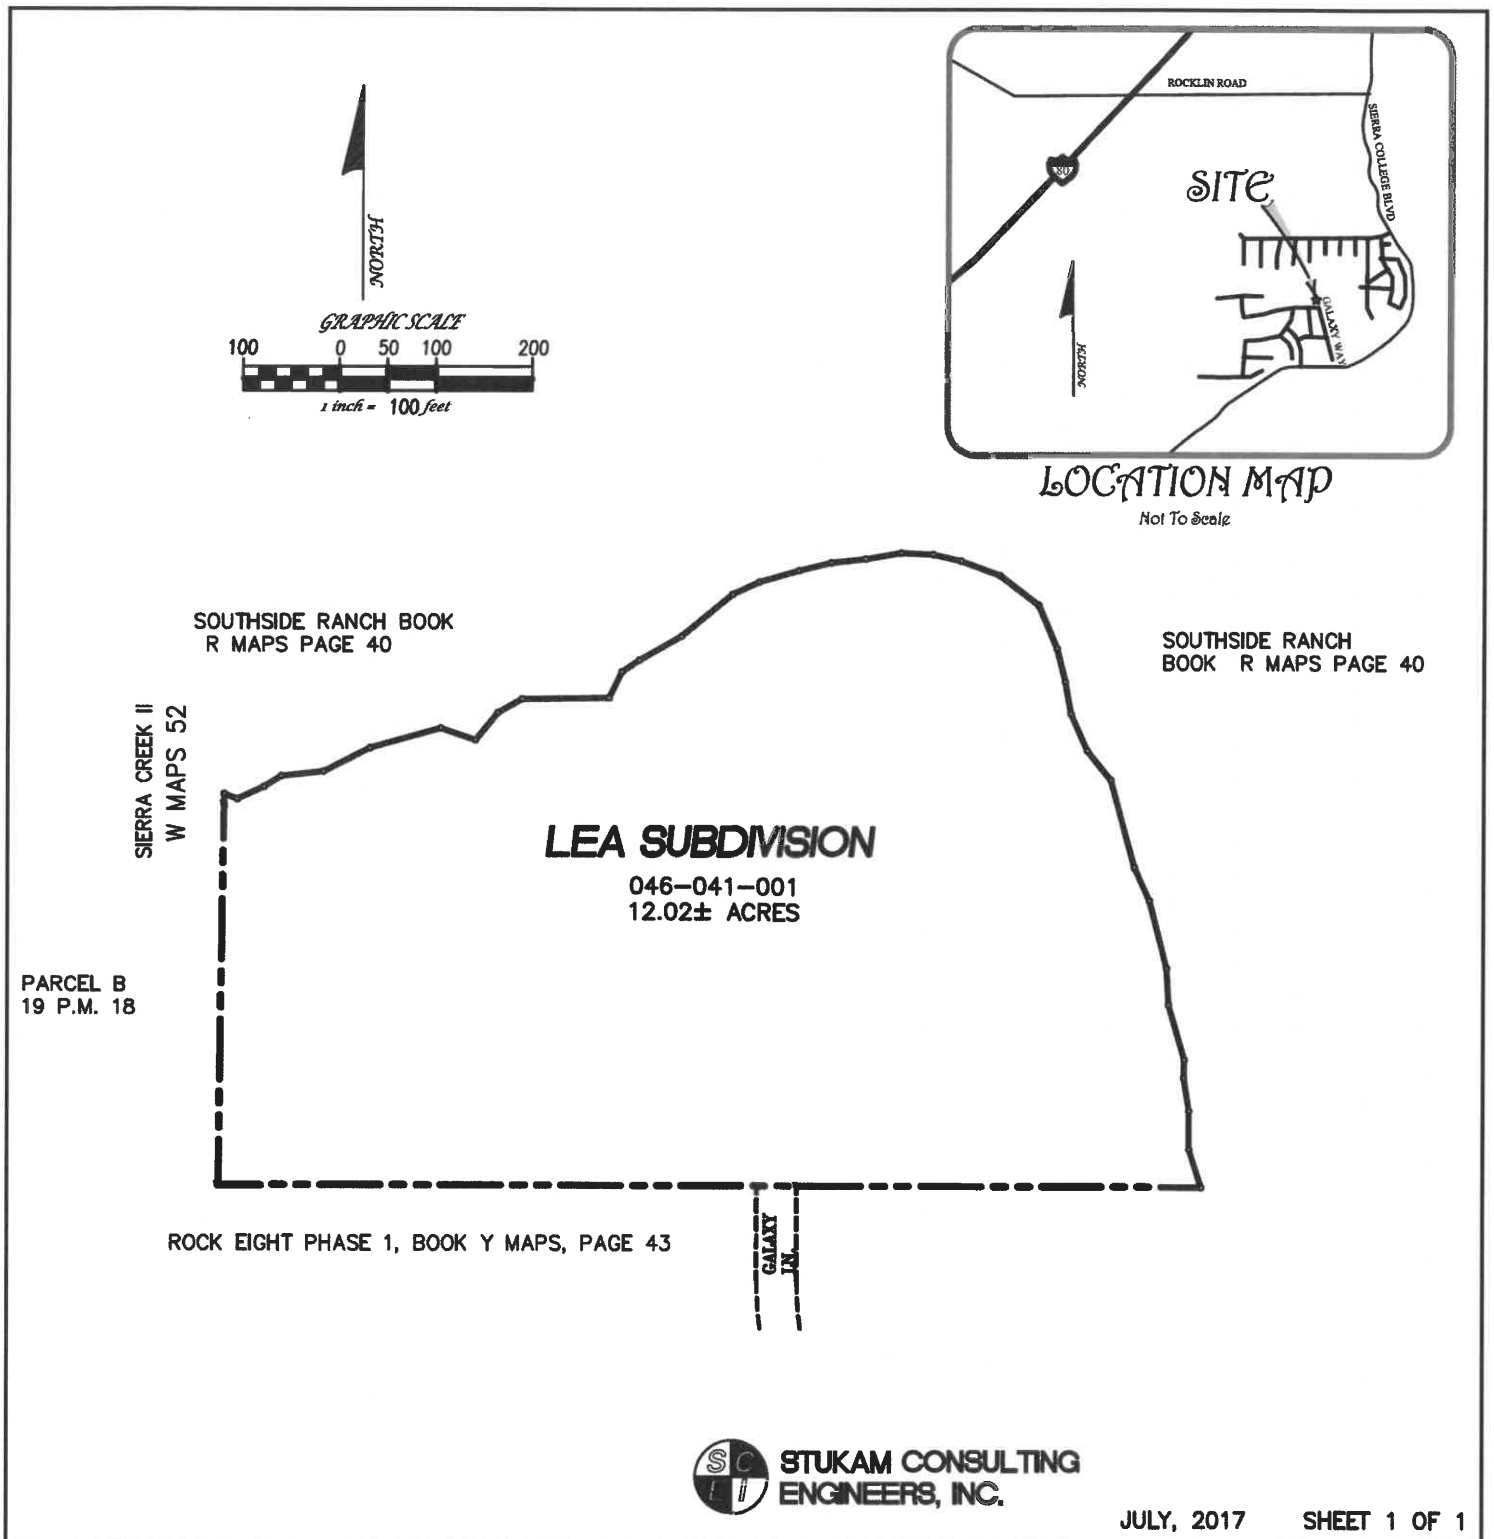 ROCKLIN ROAD
SIERRA COLLEGE BLVD
80
SITE
GALAXY WAY
NORTH
LOCATION MAP
Not To Scale
NORTH
GRAPHIC SCALE
100 0 50 100 200
1 inch = 100 feet
SOUTHSIDE RANCH BOOK
R MAPS PAGE 40
SOUTHSIDE RANCH
BOOK R MAPS PAGE 40
SIERRA CREEK II
W MAPS 52
LEA SUBDIVISION
046-041-001
12.02± ACRES
PARCEL B
19 P.M. 18
ROCK EIGHT PHASE 1, BOOK Y MAPS, PAGE 43
GALAXY
LN.
S C
E I
STUKAM CONSULTING
ENGINEERS, INC.
JULY, 2017 SHEET 1 OF 1